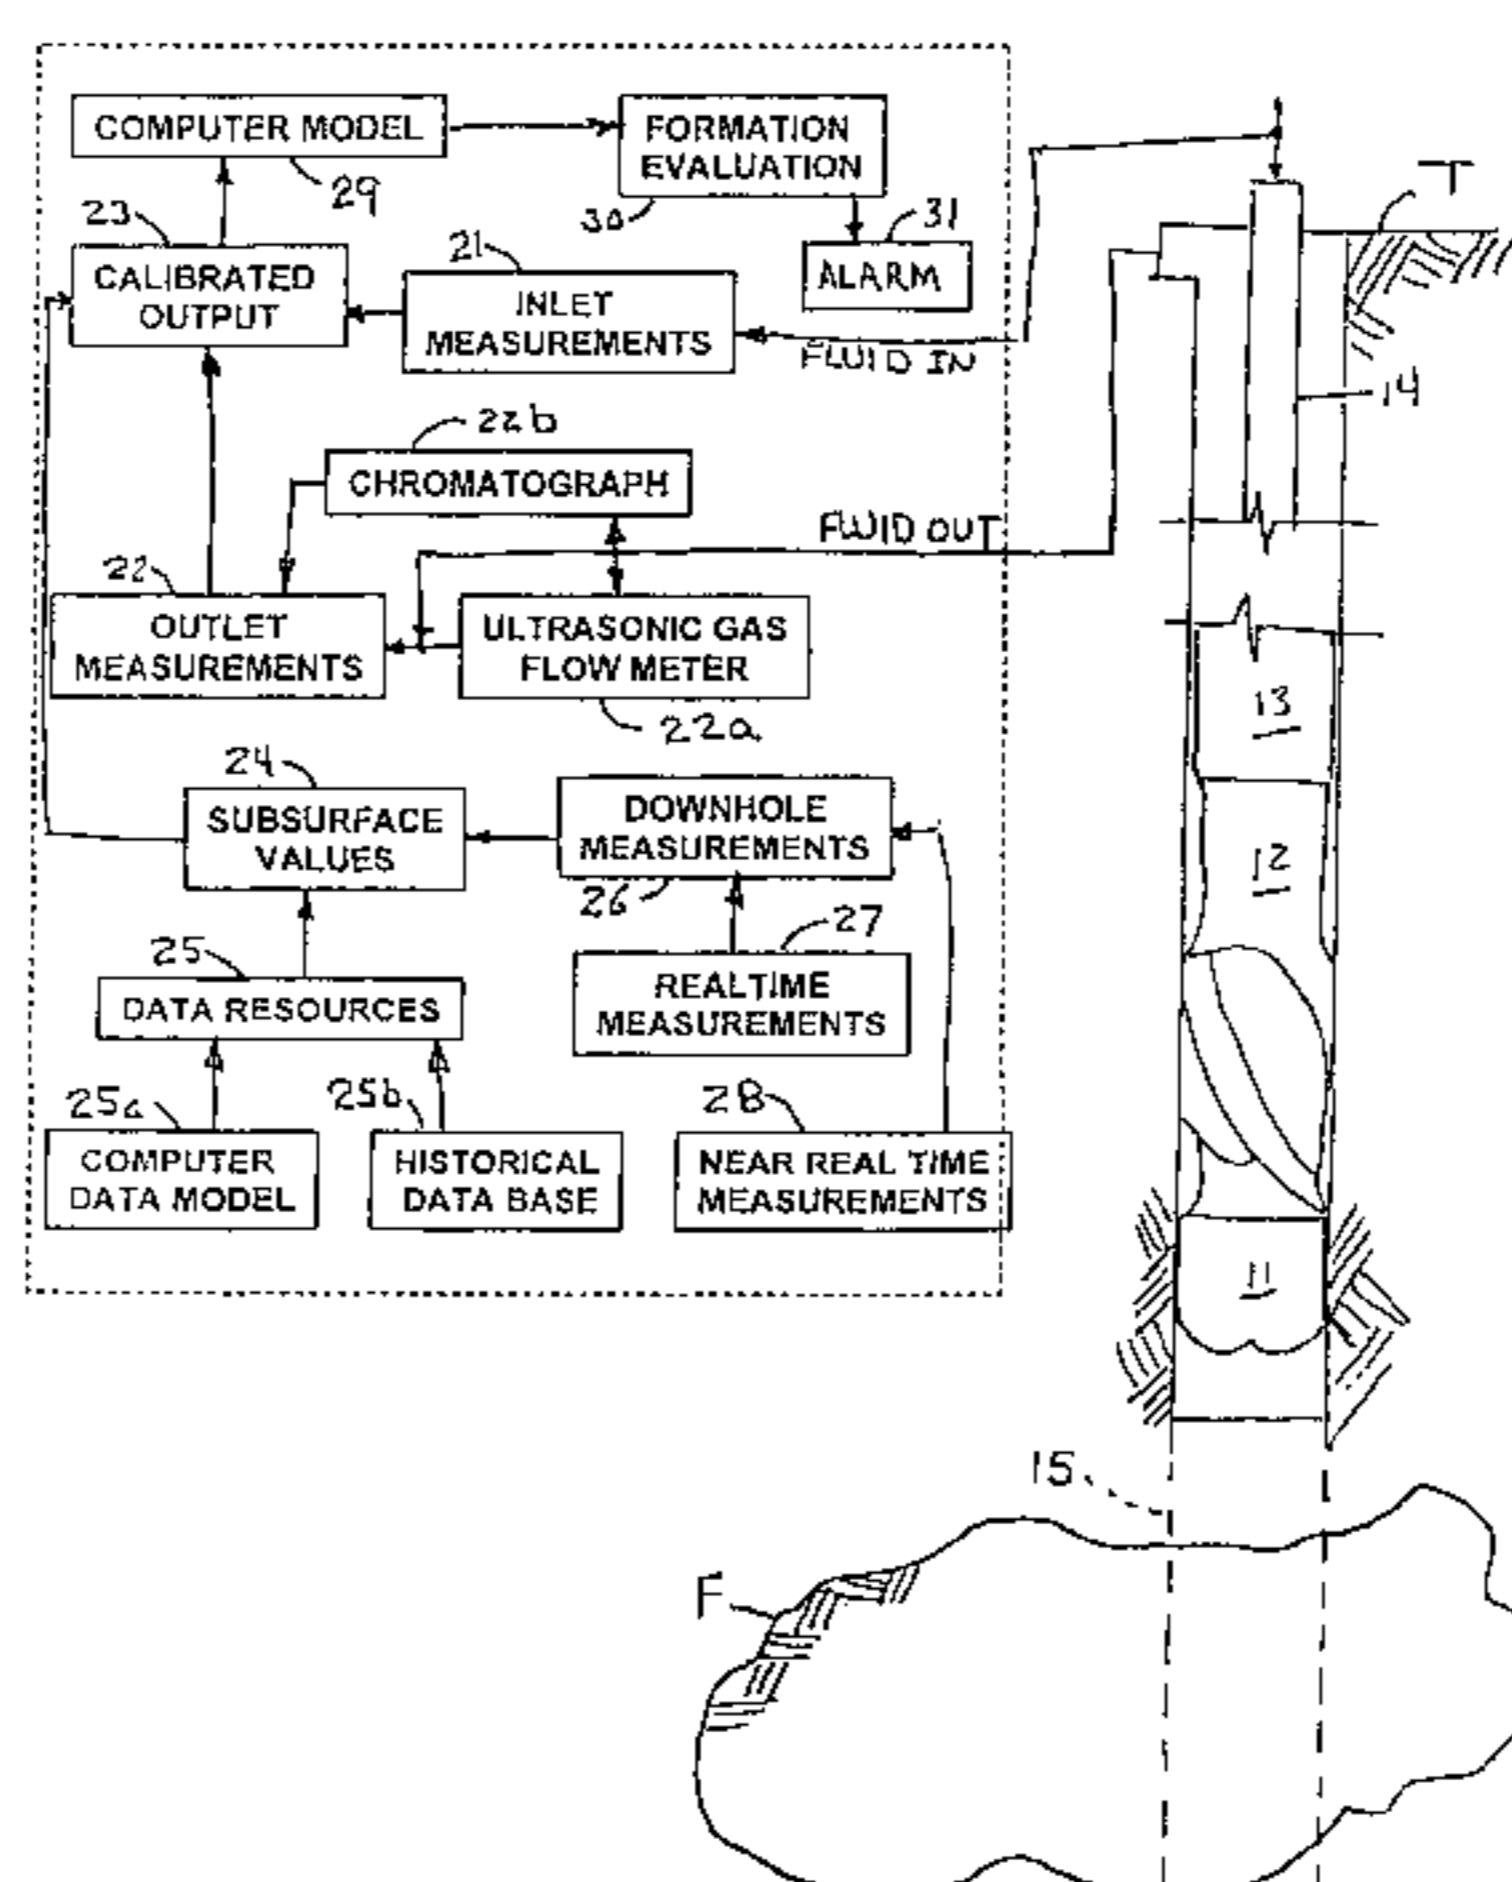 COMPUTER MODEL
29
FORMATION
EVALUATION
30
31
ALARM
T
23
CALIBRATED
OUTPUT
21
INLET
MEASUREMENTS
FLUID IN
14
22b
CHROMATOGRAPH
FLUID OUT
22
OUTLET
MEASUREMENTS
ULTRASONIC GAS
FLOW METER
22a
13
24
SUBSURFACE
VALUES
DOWNHOLE
MEASUREMENTS
26
12
27
REALTIME
MEASUREMENTS
25
DATA RESOURCES
25a
COMPUTER
DATA MODEL
25b
HISTORICAL
DATA BASE
28
NEAR REAL TIME
MEASUREMENTS
11
15
F